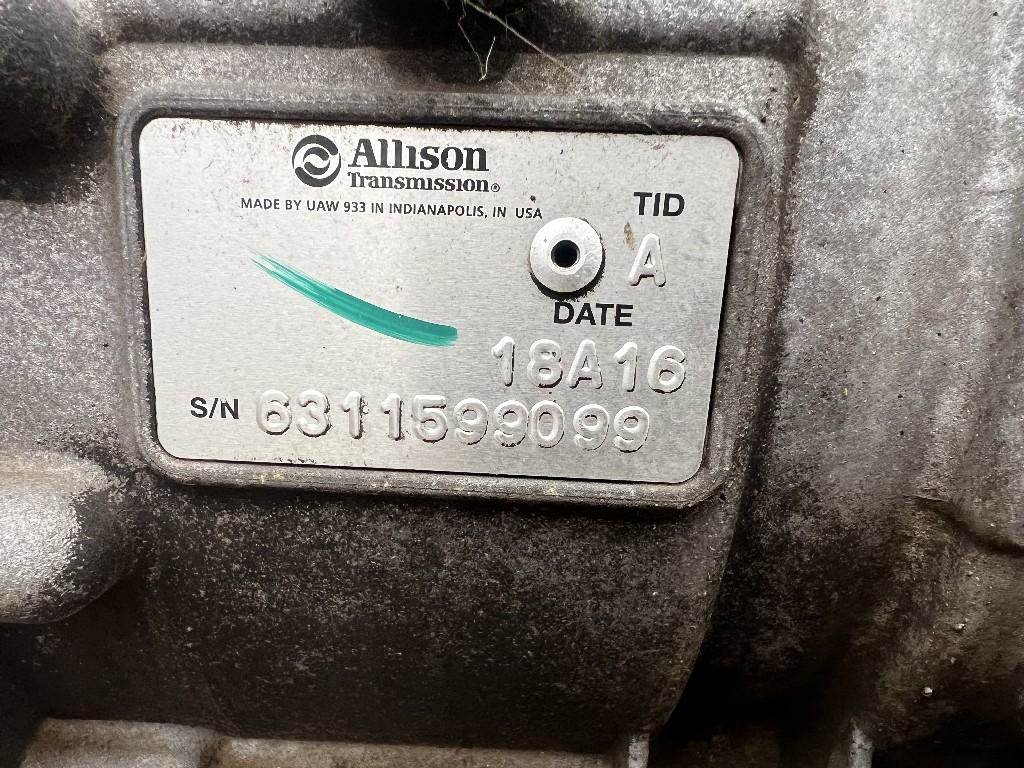 Allison
Transmission®
MADE BY UAW 933 IN INDIANAPOLIS, IN USA
TID
A
DATE
18A16
S/N 6311599099